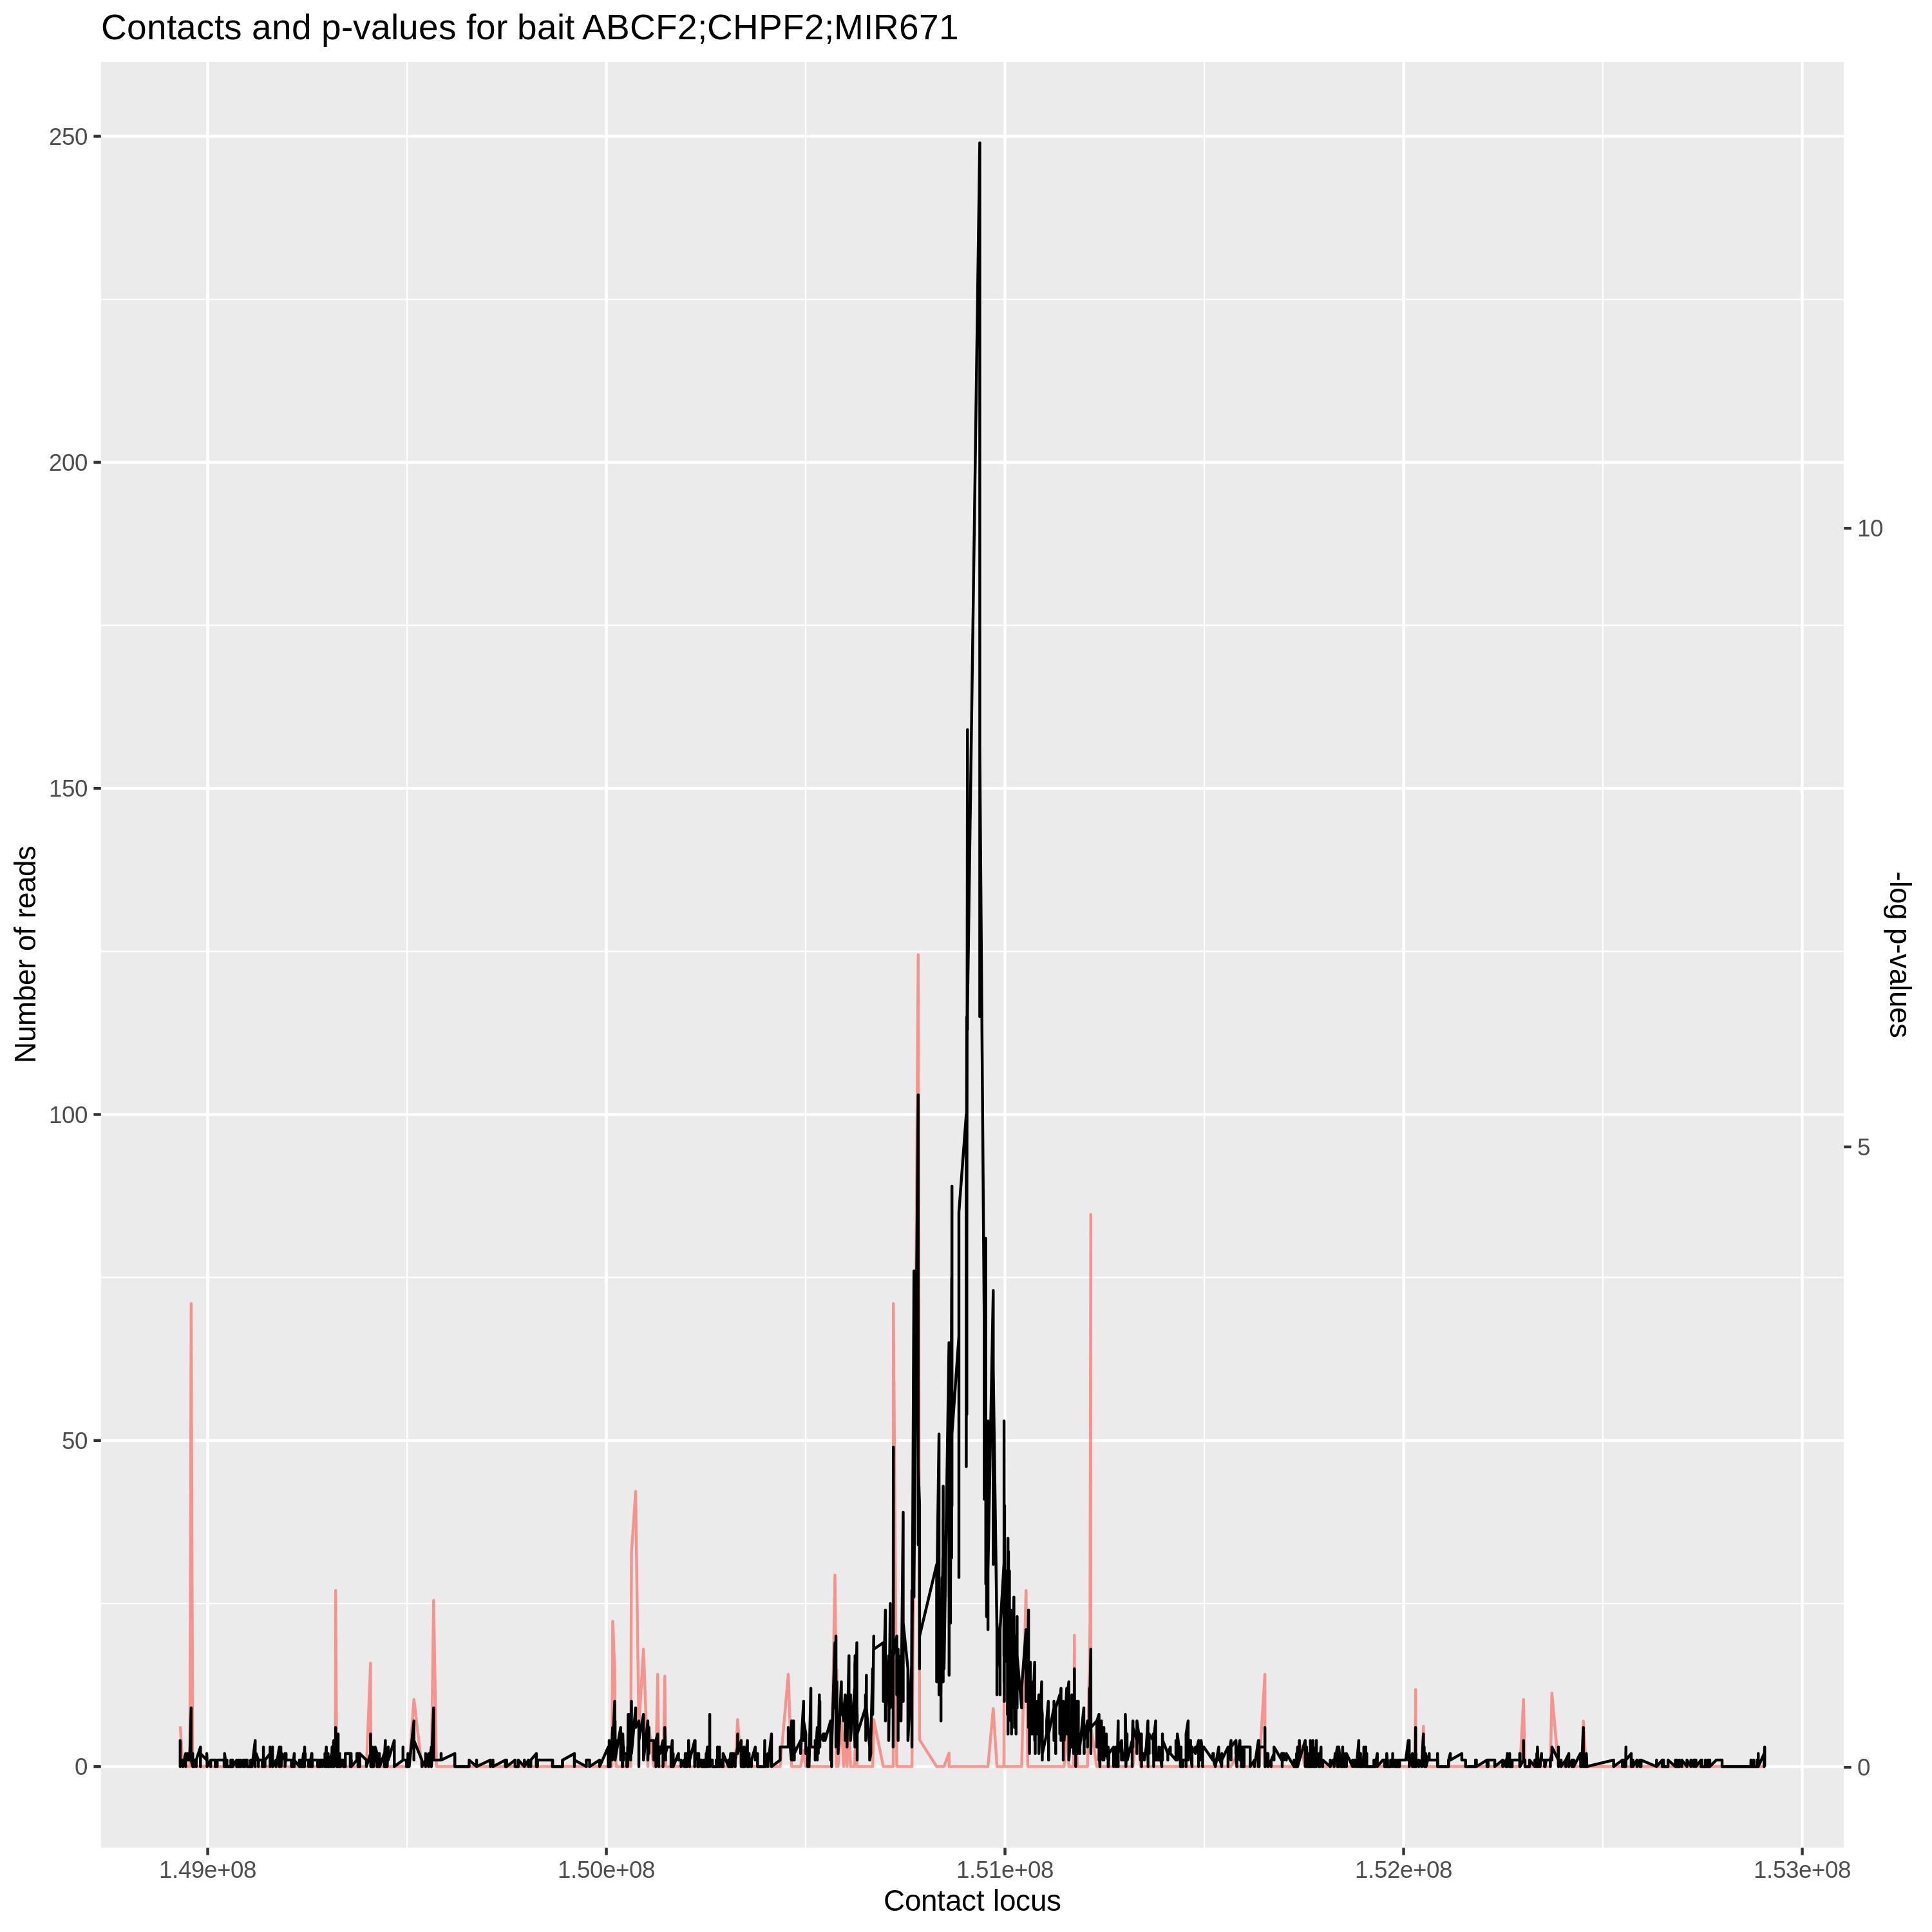 Contacts and p-values for bait ABCF2;CHPF2;MIR671
250
200
150
100
50
0
Number of reads
10
5
0
-log p-values
1.49e+08 1.50e+08 1.51e+08 1.52e+08 1.53e+08
Contact locus